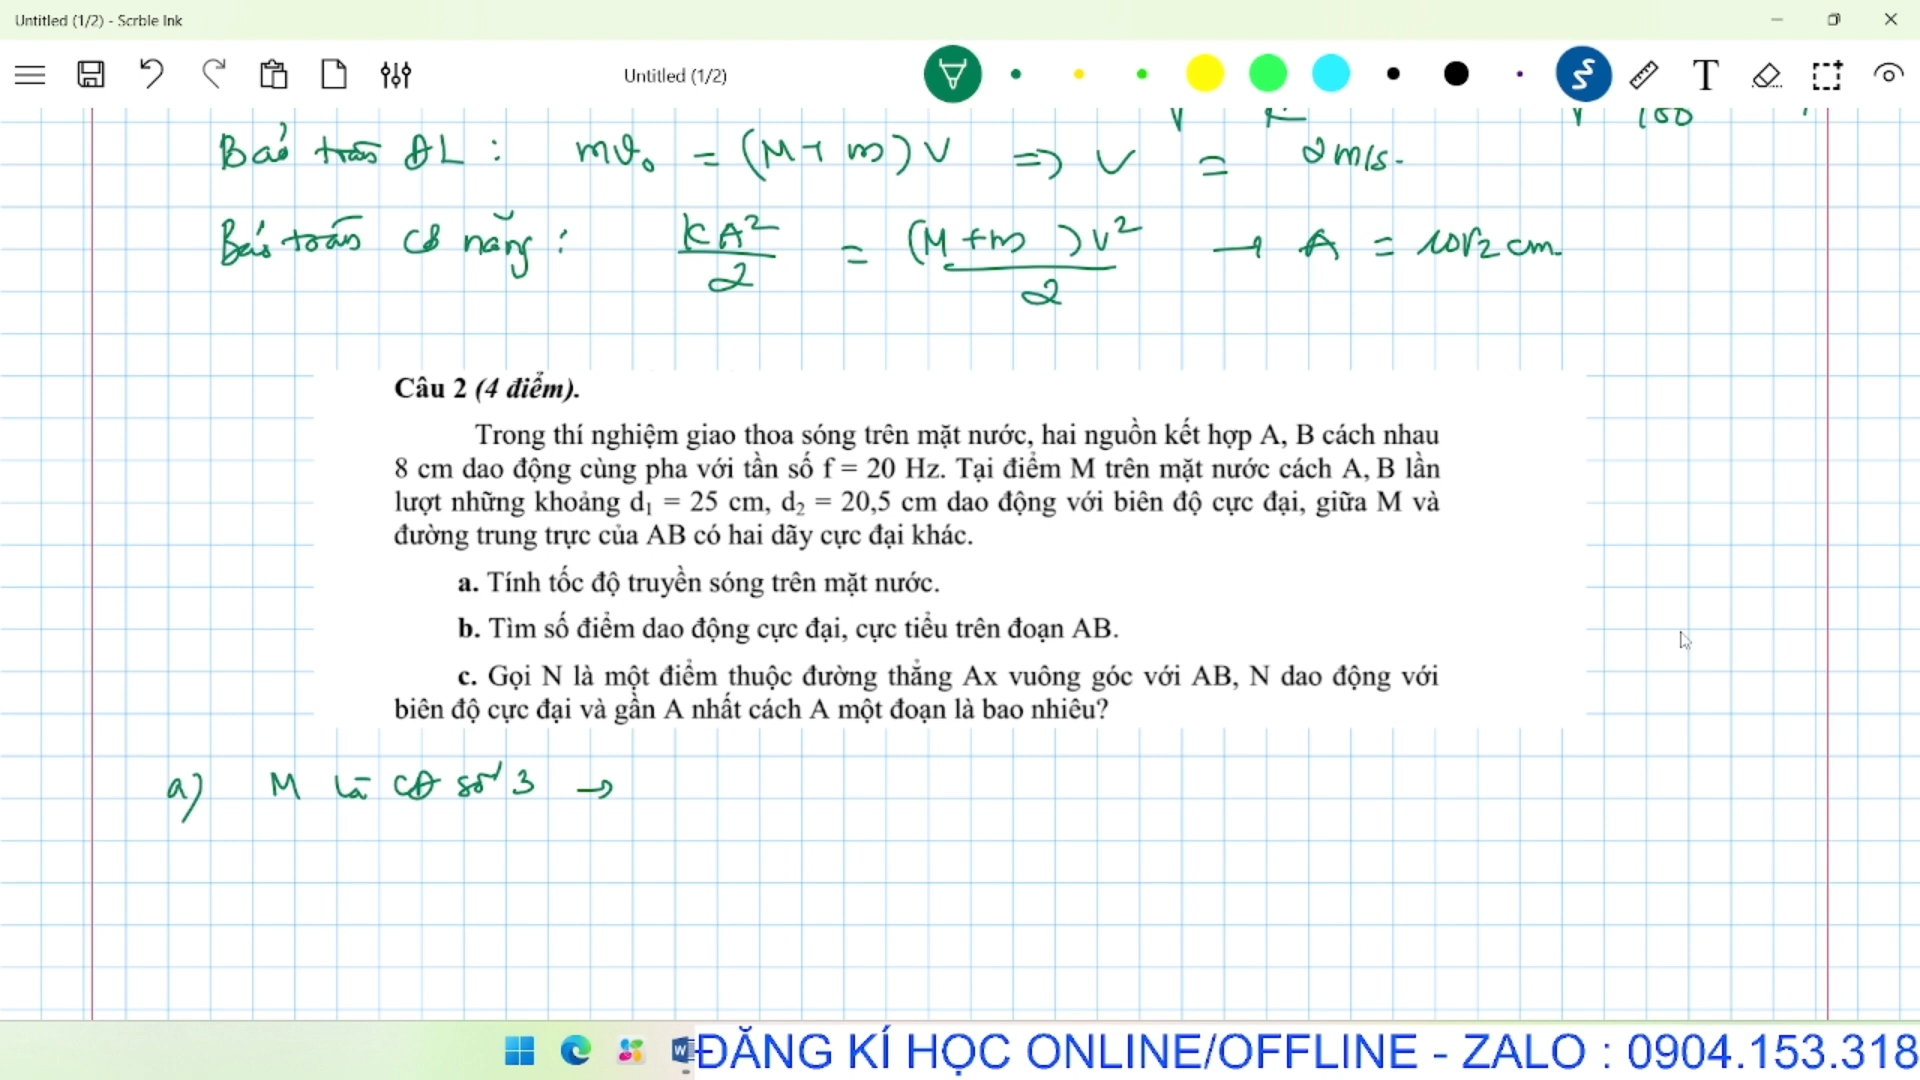 Untitled (1/2) - Scrble Ink
Untitled (1/2)
T
100
Bảo toàn ĐL : mv₀ = (M + m) V => V = 2 m/s.
Bảo toàn cơ năng : kA²/2 = (M + m)V²/2 → A = 10√2 cm.
Câu 2 (4 điểm).
Trong thí nghiệm giao thoa sóng trên mặt nước, hai nguồn kết hợp A, B cách nhau
8 cm dao động cùng pha với tần số f = 20 Hz. Tại điểm M trên mặt nước cách A, B lần
lượt những khoảng d₁ = 25 cm, d₂ = 20,5 cm dao động với biên độ cực đại, giữa M và
đường trung trực của AB có hai dãy cực đại khác.
a. Tính tốc độ truyền sóng trên mặt nước.
b. Tìm số điểm dao động cực đại, cực tiểu trên đoạn AB.
c. Gọi N là một điểm thuộc đường thẳng Ax vuông góc với AB, N dao động với
biên độ cực đại và gần A nhất cách A một đoạn là bao nhiêu?
a) M là CĐ số 3 →
ĐĂNG KÍ HỌC ONLINE/OFFLINE - ZALO : 0904.153.318